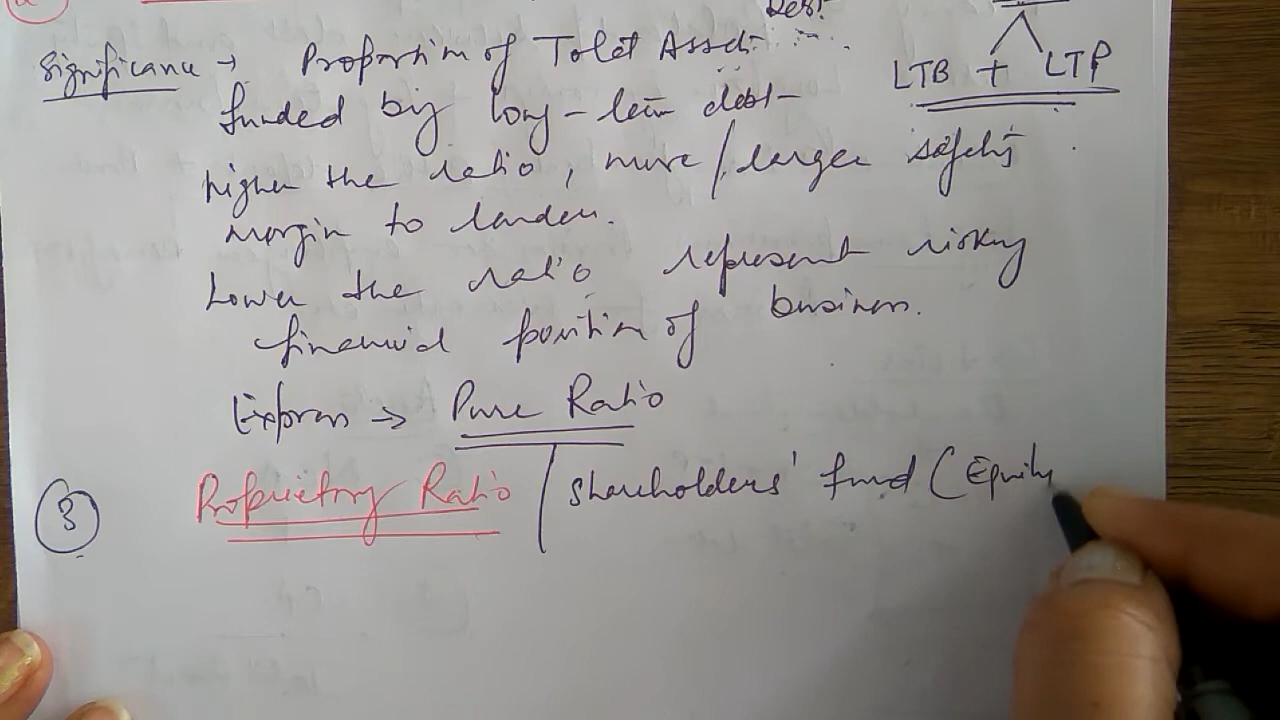 Significance → Proportion of Total Assets
LTB + LTP
funded by long-term debt
higher the ratio, more / larger safety
margin to lenders.
Lower the ratio represent risky
financial position of business.
Express → Pure Ratio
3 Proprietary Ratio / Shareholders' fund (Equity